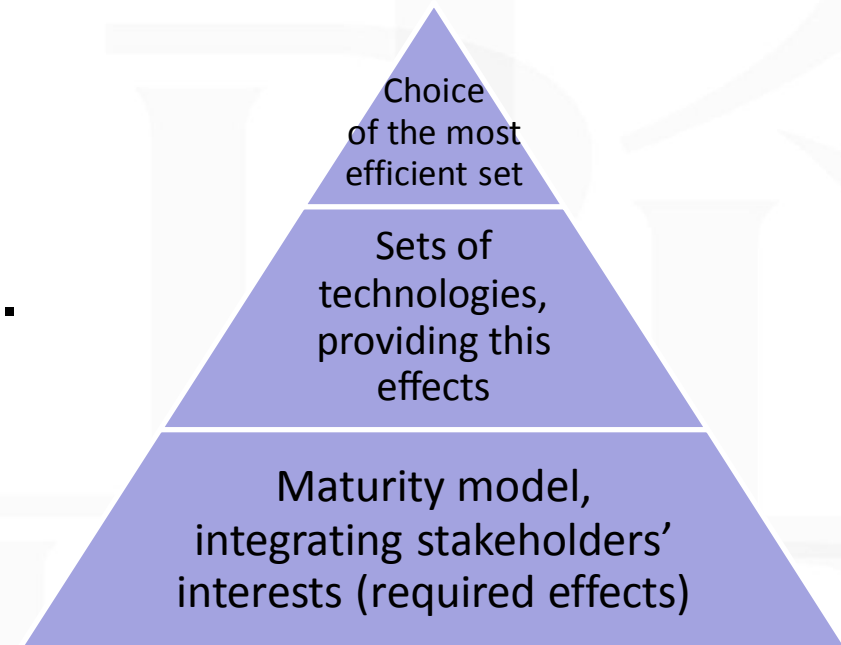 Choice
of the most
efficient set
Sets of
technologies,
providing this
effects
Maturity model,
integrating stakeholders’
interests (required effects)